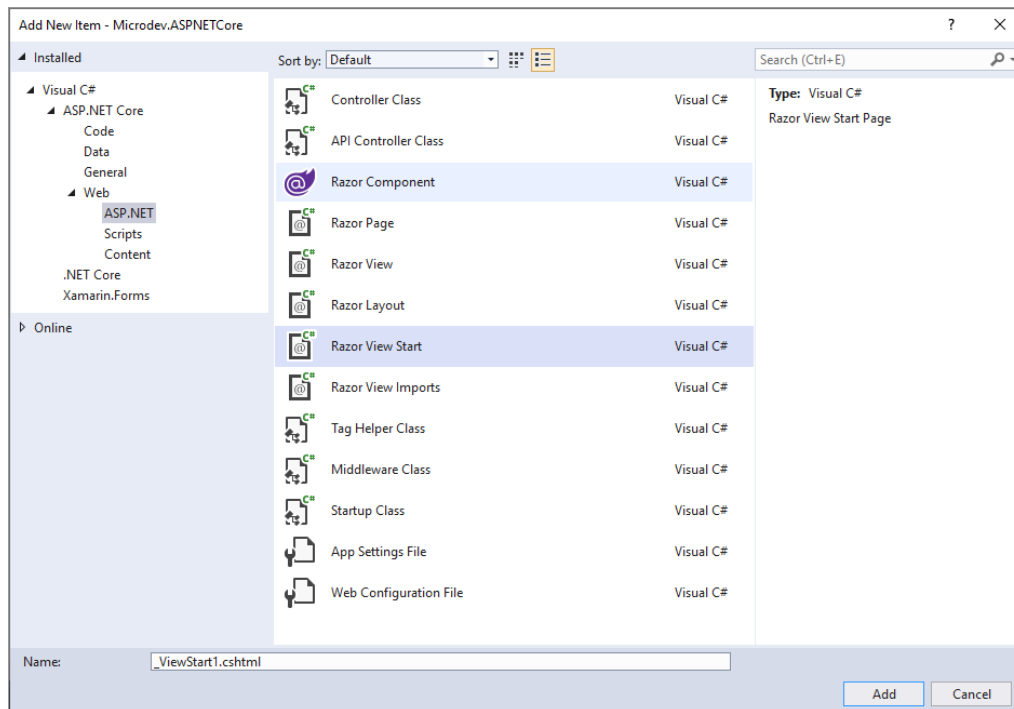 Add New Item - Microdev.ASPNETCore ?
Installed
Sort by: Default
Search (Ctrl+E)
Visual C#
ASP.NET Core
Code
Data
General
Web
ASP.NET
Scripts
Content
.NET Core
Xamarin.Forms
Online
C# Controller Class Visual C#
C# API Controller Class Visual C#
@ Razor Component Visual C#
C# @ Razor Page Visual C#
C# @ Razor View Visual C#
C# @ Razor Layout Visual C#
C# @ Razor View Start Visual C#
C# @ Razor View Imports Visual C#
C# Tag Helper Class Visual C#
C# Middleware Class Visual C#
C# Startup Class Visual C#
App Settings File Visual C#
Web Configuration File Visual C#
Type: Visual C#
Razor View Start Page
Name: _ViewStart1.cshtml
Add Cancel